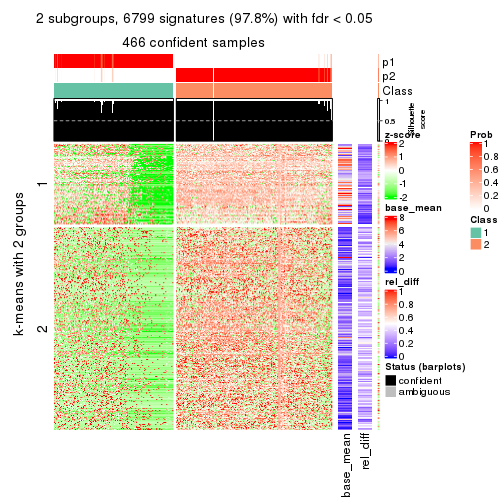 2 subgroups, 6799 signatures (97.8%) with fdr < 0.05
466 confident samples
p1
p2
Class
1
0.5
0
Silhouette
score
k-means with 2 groups
1
2
base_mean
rel_diff
z-score
2
1
0
-1
-2
base_mean
8
6
4
2
0
rel_diff
1
0.8
0.6
0.4
0.2
0
Status (barplots)
confident
ambiguous
Prob
1
0.8
0.6
0.4
0.2
0
Class
1
2